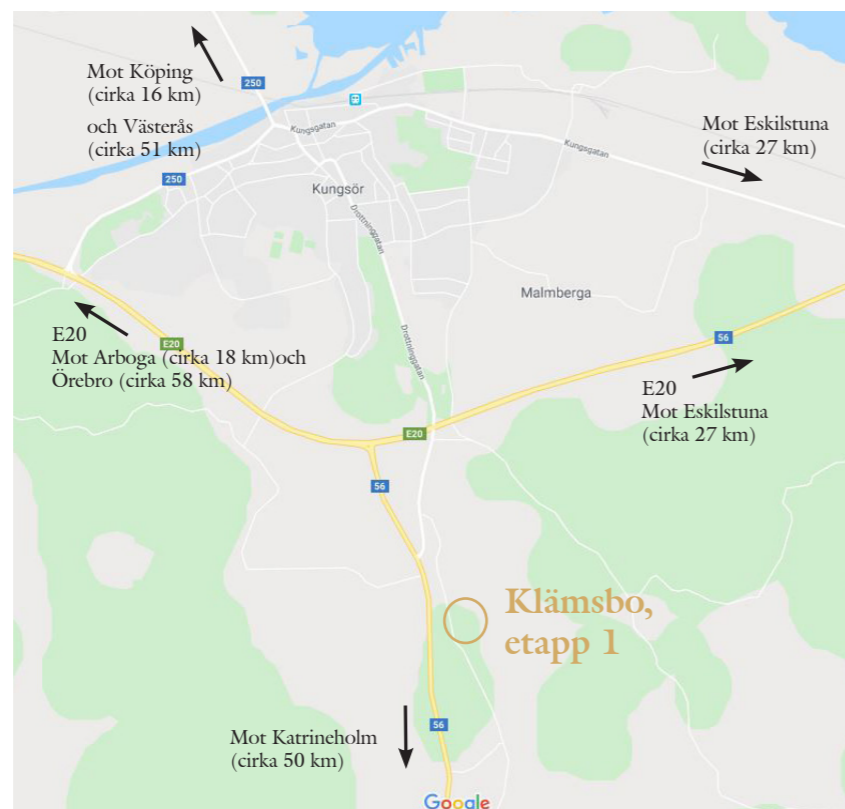 Mot Köping
(cirka 16 km)
och Västerås
(cirka 51 km)
250
Kungsgatan
Mot Eskilstuna
(cirka 27 km)
Kungsgatan
250
Kungsör
Drottninggatan
Malmberga
E20
Mot Arboga (cirka 18 km)och
Örebro (cirka 58 km)
E20
Drottninggatan
56
E20
Mot Eskilstuna
(cirka 27 km)
E20
56
Klämsbo,
etapp 1
56
Mot Katrineholm
(cirka 50 km)
Google